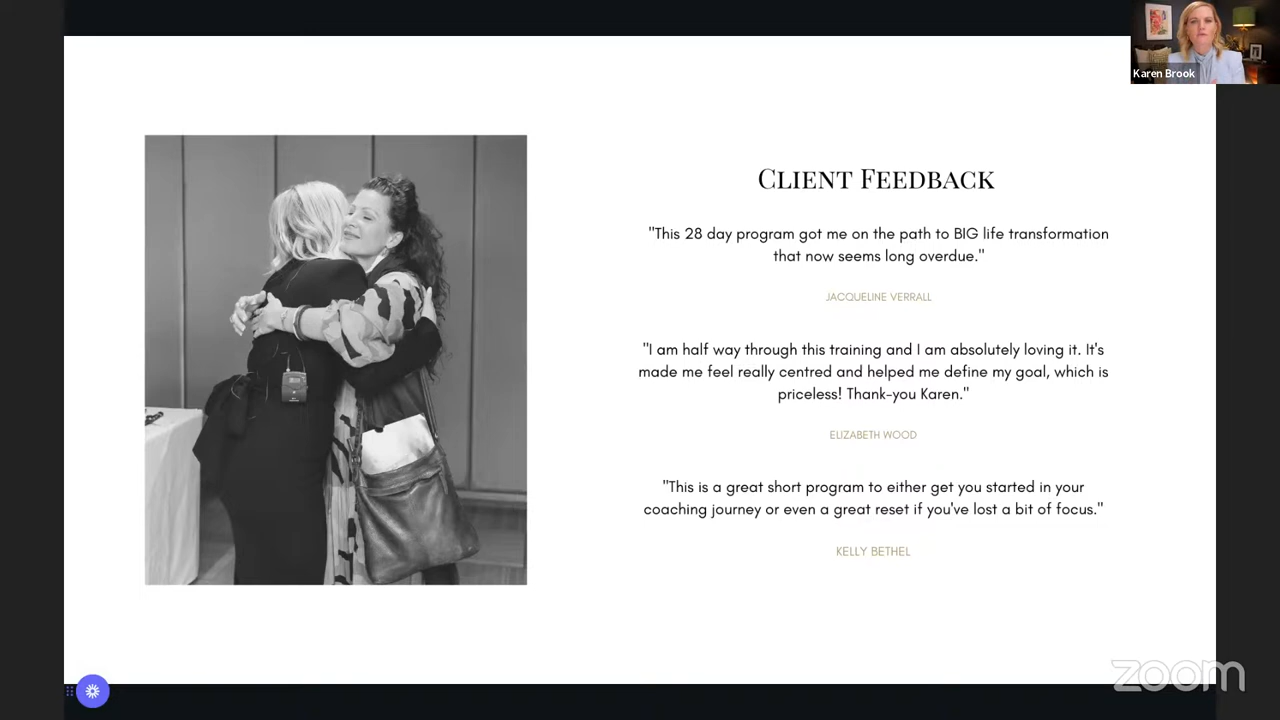 Karen Brook
Client Feedback
"This 28 day program got me on the path to BIG life transformation
that now seems long overdue."
JACQUELINE VERRALL
"I am half way through this training and I am absolutely loving it. It's
made me feel really centred and helped me define my goal, which is
priceless! Thank-you Karen."
ELIZABETH WOOD
"This is a great short program to either get you started in your
coaching journey or even a great reset if you've lost a bit of focus."
KELLY BETHEL
zoom